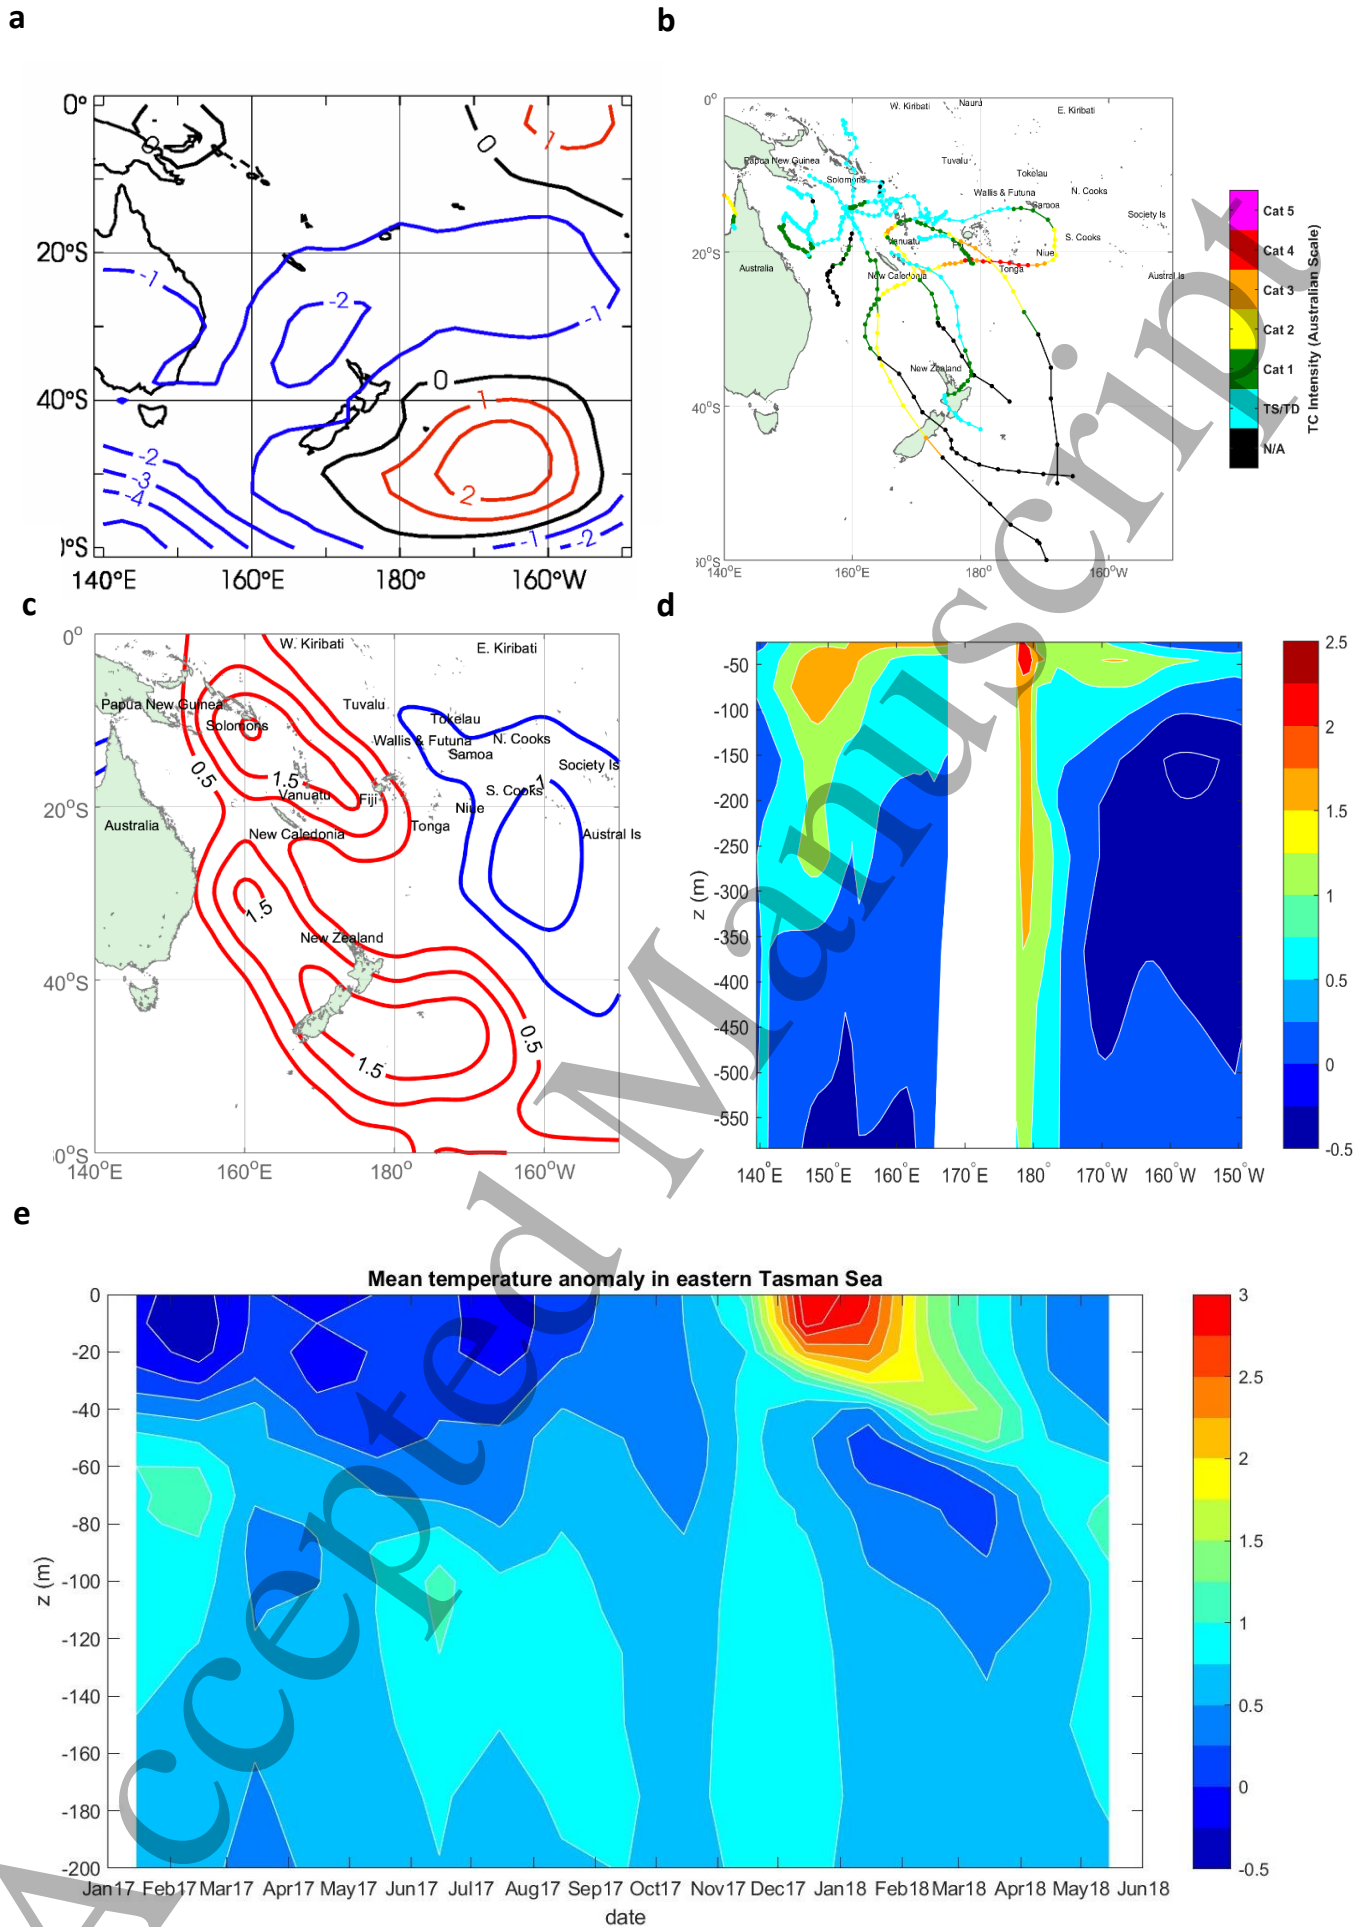 a
b
0°
20°S
40°S
0°S
140°E 160°E 180° 160°W
0
0
1
-1
-2
-1
0
1
2
-2
-3
-4
-1
-2
0°
20°S
40°S
30°S
140°E 160°E 180° 160°W
W. Kiribati Nauru E. Kiribati
Papua New Guinea Tuvalu
Solomons Tokelau
Wallis & Futuna N. Cooks
Samoa Society Is
Vanuatu S. Cooks
Niue
Australia Tonga
New Caledonia Austral Is
New Zealand
Cat 5
Cat 4
Cat 3
Cat 2
Cat 1
TS/TD
N/A
TC Intensity (Australian Scale)
c
d
0°
20°S
40°S
0°S
140°E 160°E 180° 160°W
W. Kiribati E. Kiribati
Papua New Guinea Tuvalu
Solomons Tokelau
Wallis & Futuna N. Cooks
Samoa
Society Is
0.5 1.5 S. Cooks -1
Vanuatu Fiji Niue
Australia New Caledonia Tonga Austral Is
1.5
New Zealand
0.5
1.5
-50
-100
-150
-200
-250
-300
-350
-400
-450
-500
-550
z (m)
140°E 150°E 160°E 170°E 180° 170°W 160°W 150°W
2.5
2
1.5
1
0.5
0
-0.5
e
Mean temperature anomaly in eastern Tasman Sea
0
-20
-40
-60
-80
-100
-120
-140
-160
-180
-200
z (m)
Jan17 Feb17 Mar17 Apr17 May17 Jun17 Jul17 Aug17 Sep17 Oct17 Nov17 Dec17 Jan18 Feb18 Mar18 Apr18 May18 Jun18
date
3
2.5
2
1.5
1
0.5
0
-0.5
Accepted Manuscript